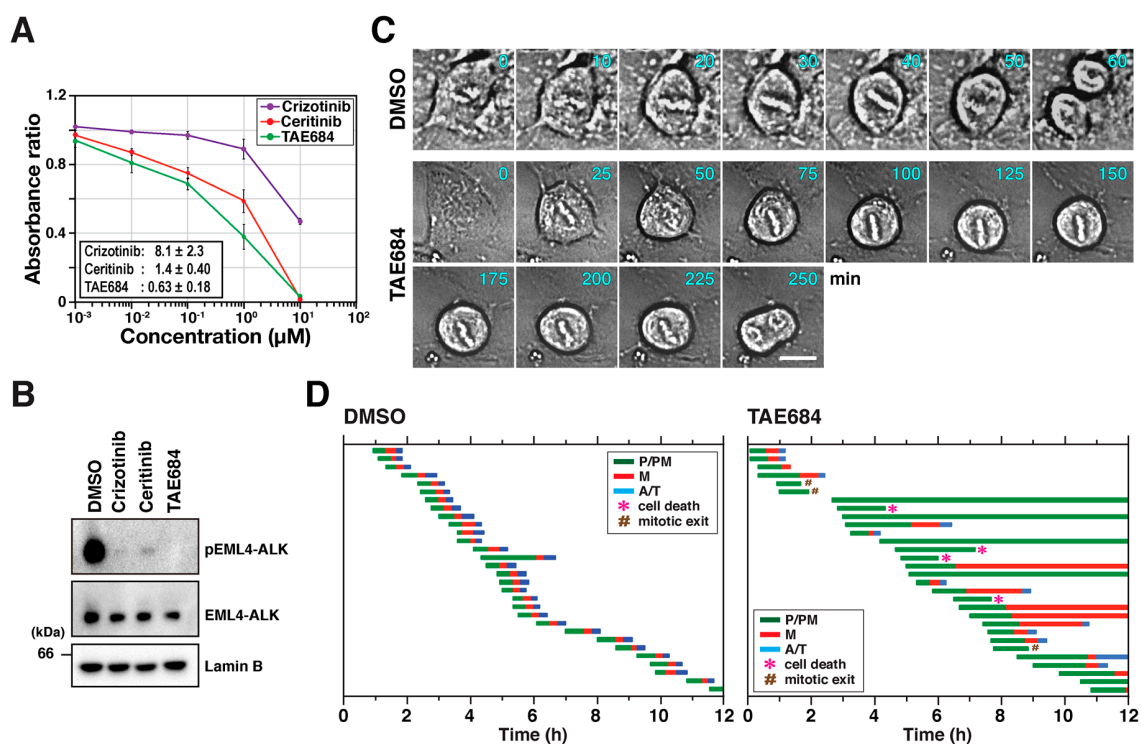 A
1.2
0.8
0.4
0
Absorbance ratio
Crizotinib
Ceritinib
TAE684
Crizotinib: 8.1 ± 2.3
Ceritinib : 1.4 ± 0.40
TAE684 : 0.63 ± 0.18
10⁻³ 10⁻² 10⁻¹ 10⁰ 10¹ 10²
Concentration (µM)
B
DMSO
Crizotinib
Ceritinib
TAE684
pEML4-ALK
EML4-ALK
(kDa)
66
Lamin B
C
DMSO
0 10 20 30 40 50 60
TAE684
0 25 50 75 100 125 150
175 200 225 250
min
D
DMSO
P/PM
M
A/T
* cell death
# mitotic exit
0 2 4 6 8 10 12
Time (h)
TAE684
#
#
*
*
*
*
#
P/PM
M
A/T
* cell death
# mitotic exit
0 2 4 6 8 10 12
Time (h)